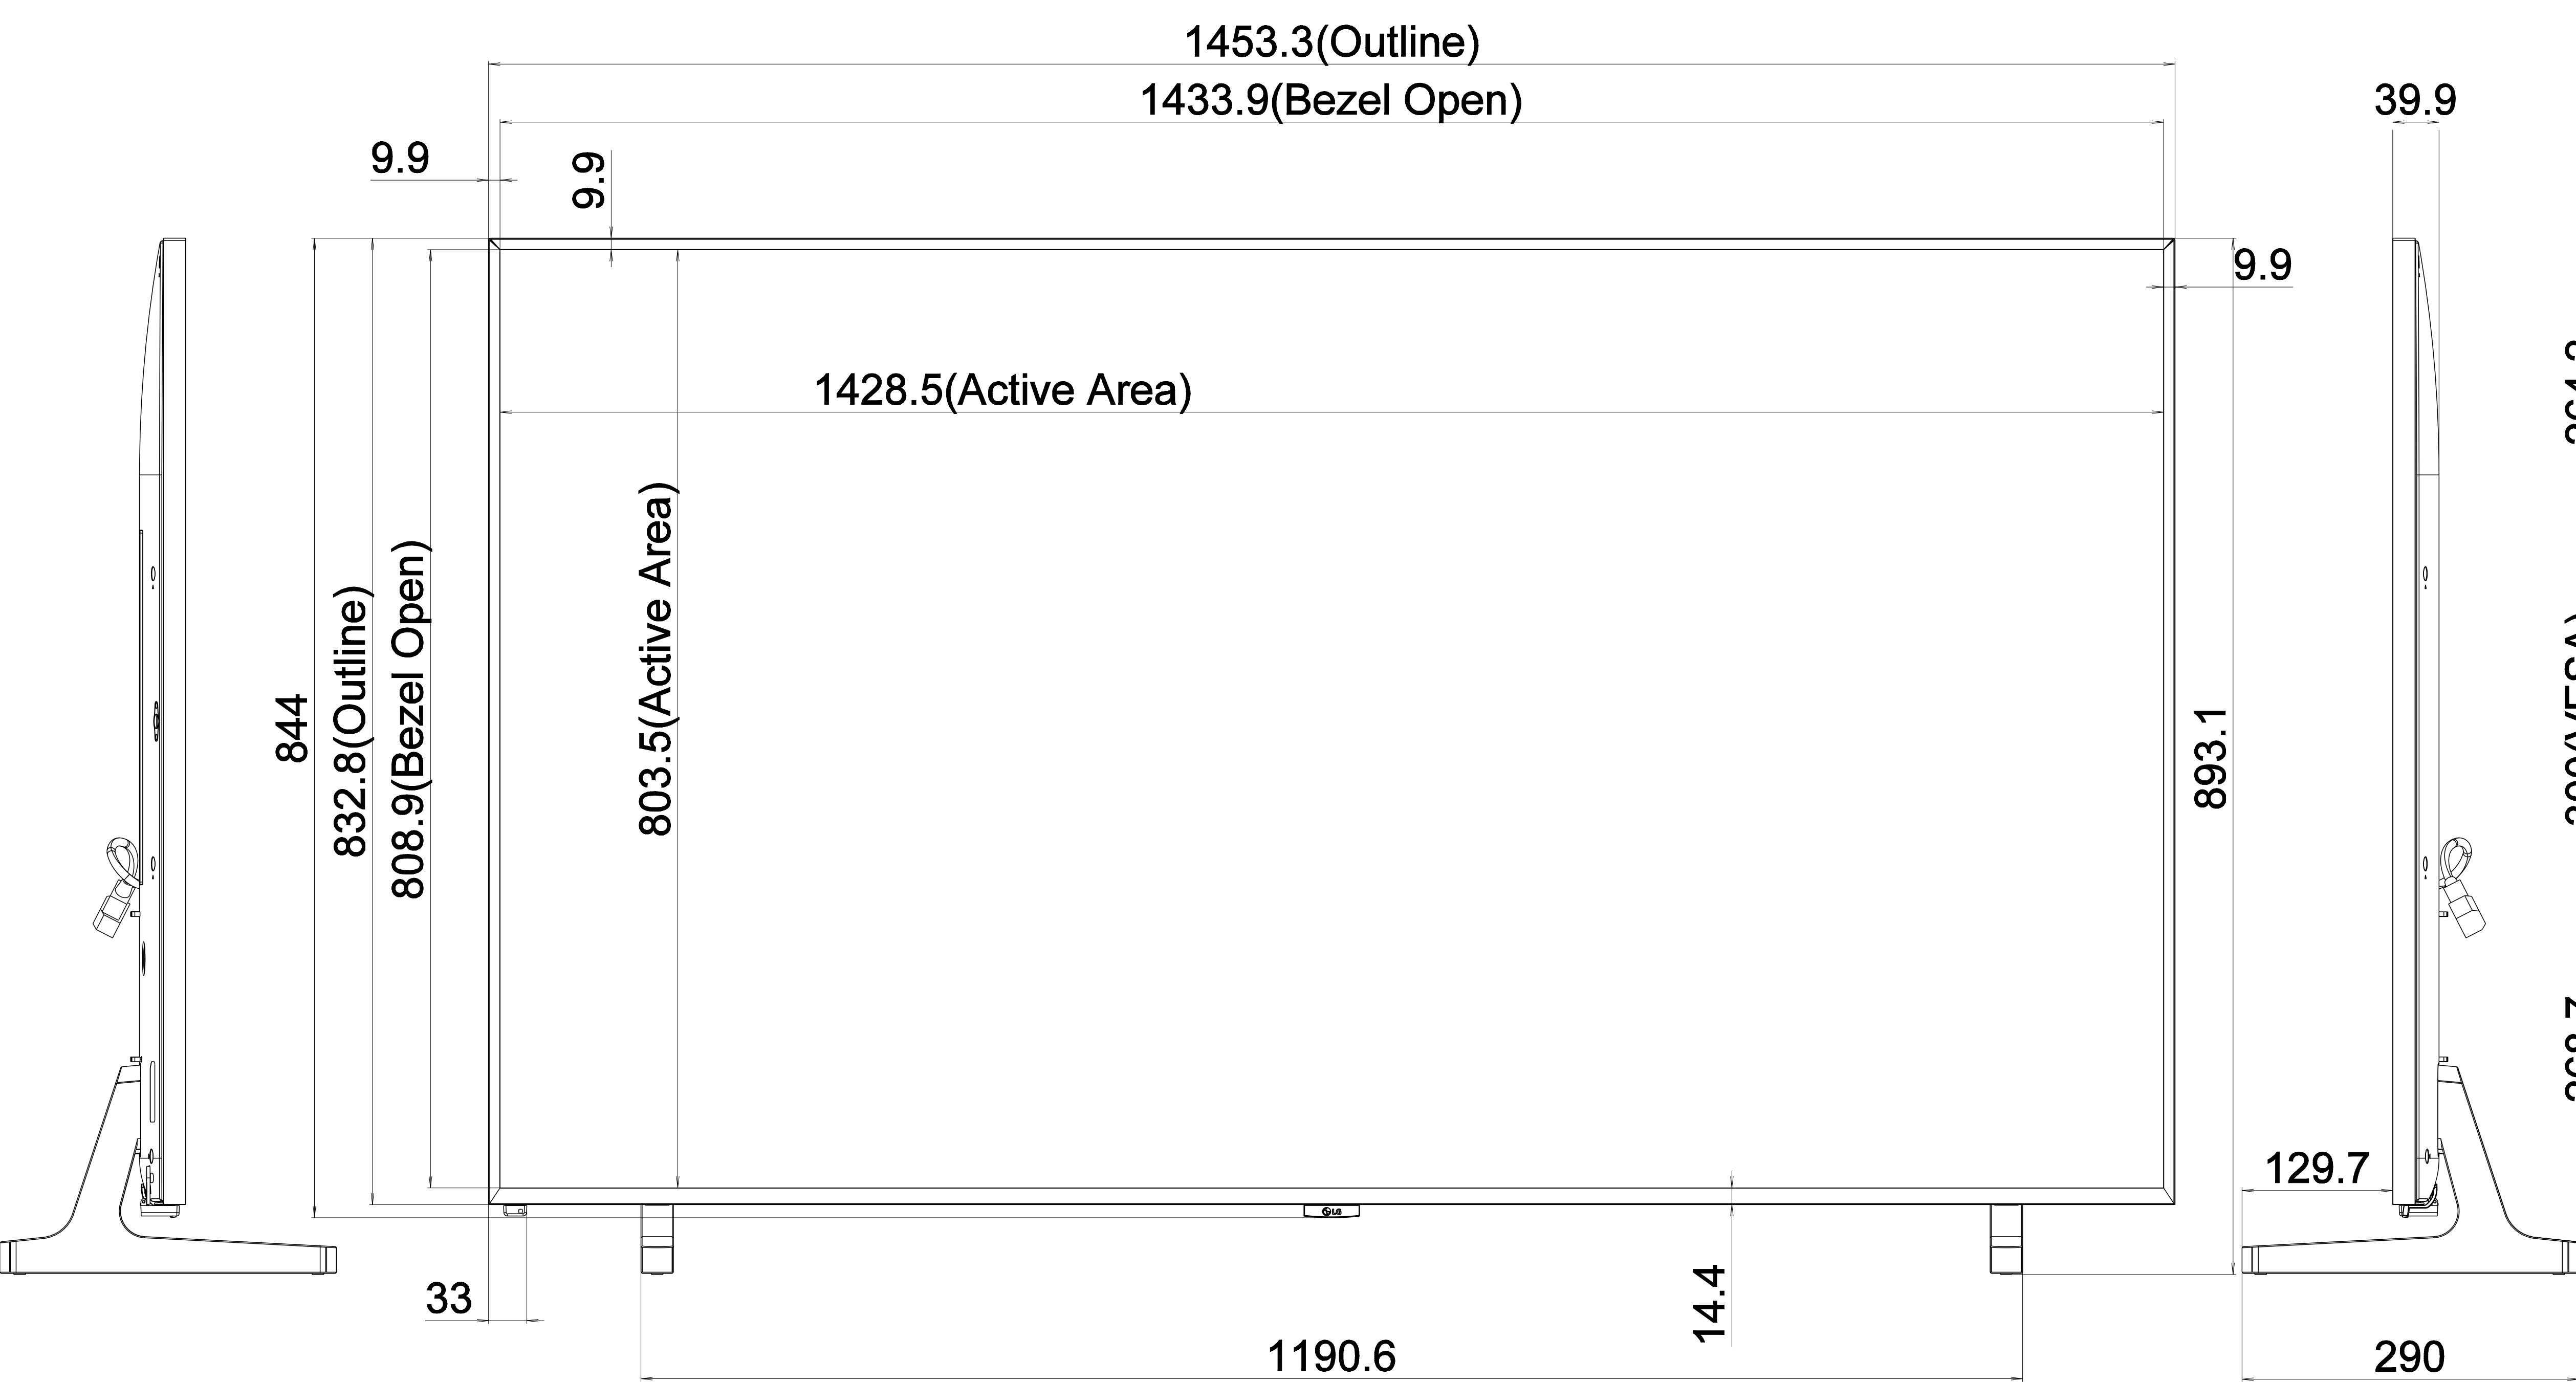 1453.3(Outline)
1433.9(Bezel Open)
39.9
9.9
9.9
9.9
1428.5(Active Area)
844
832.8(Outline)
808.9(Bezel Open)
803.5(Active Area)
893.1
129.7
LG
33
14.4
1190.6
290